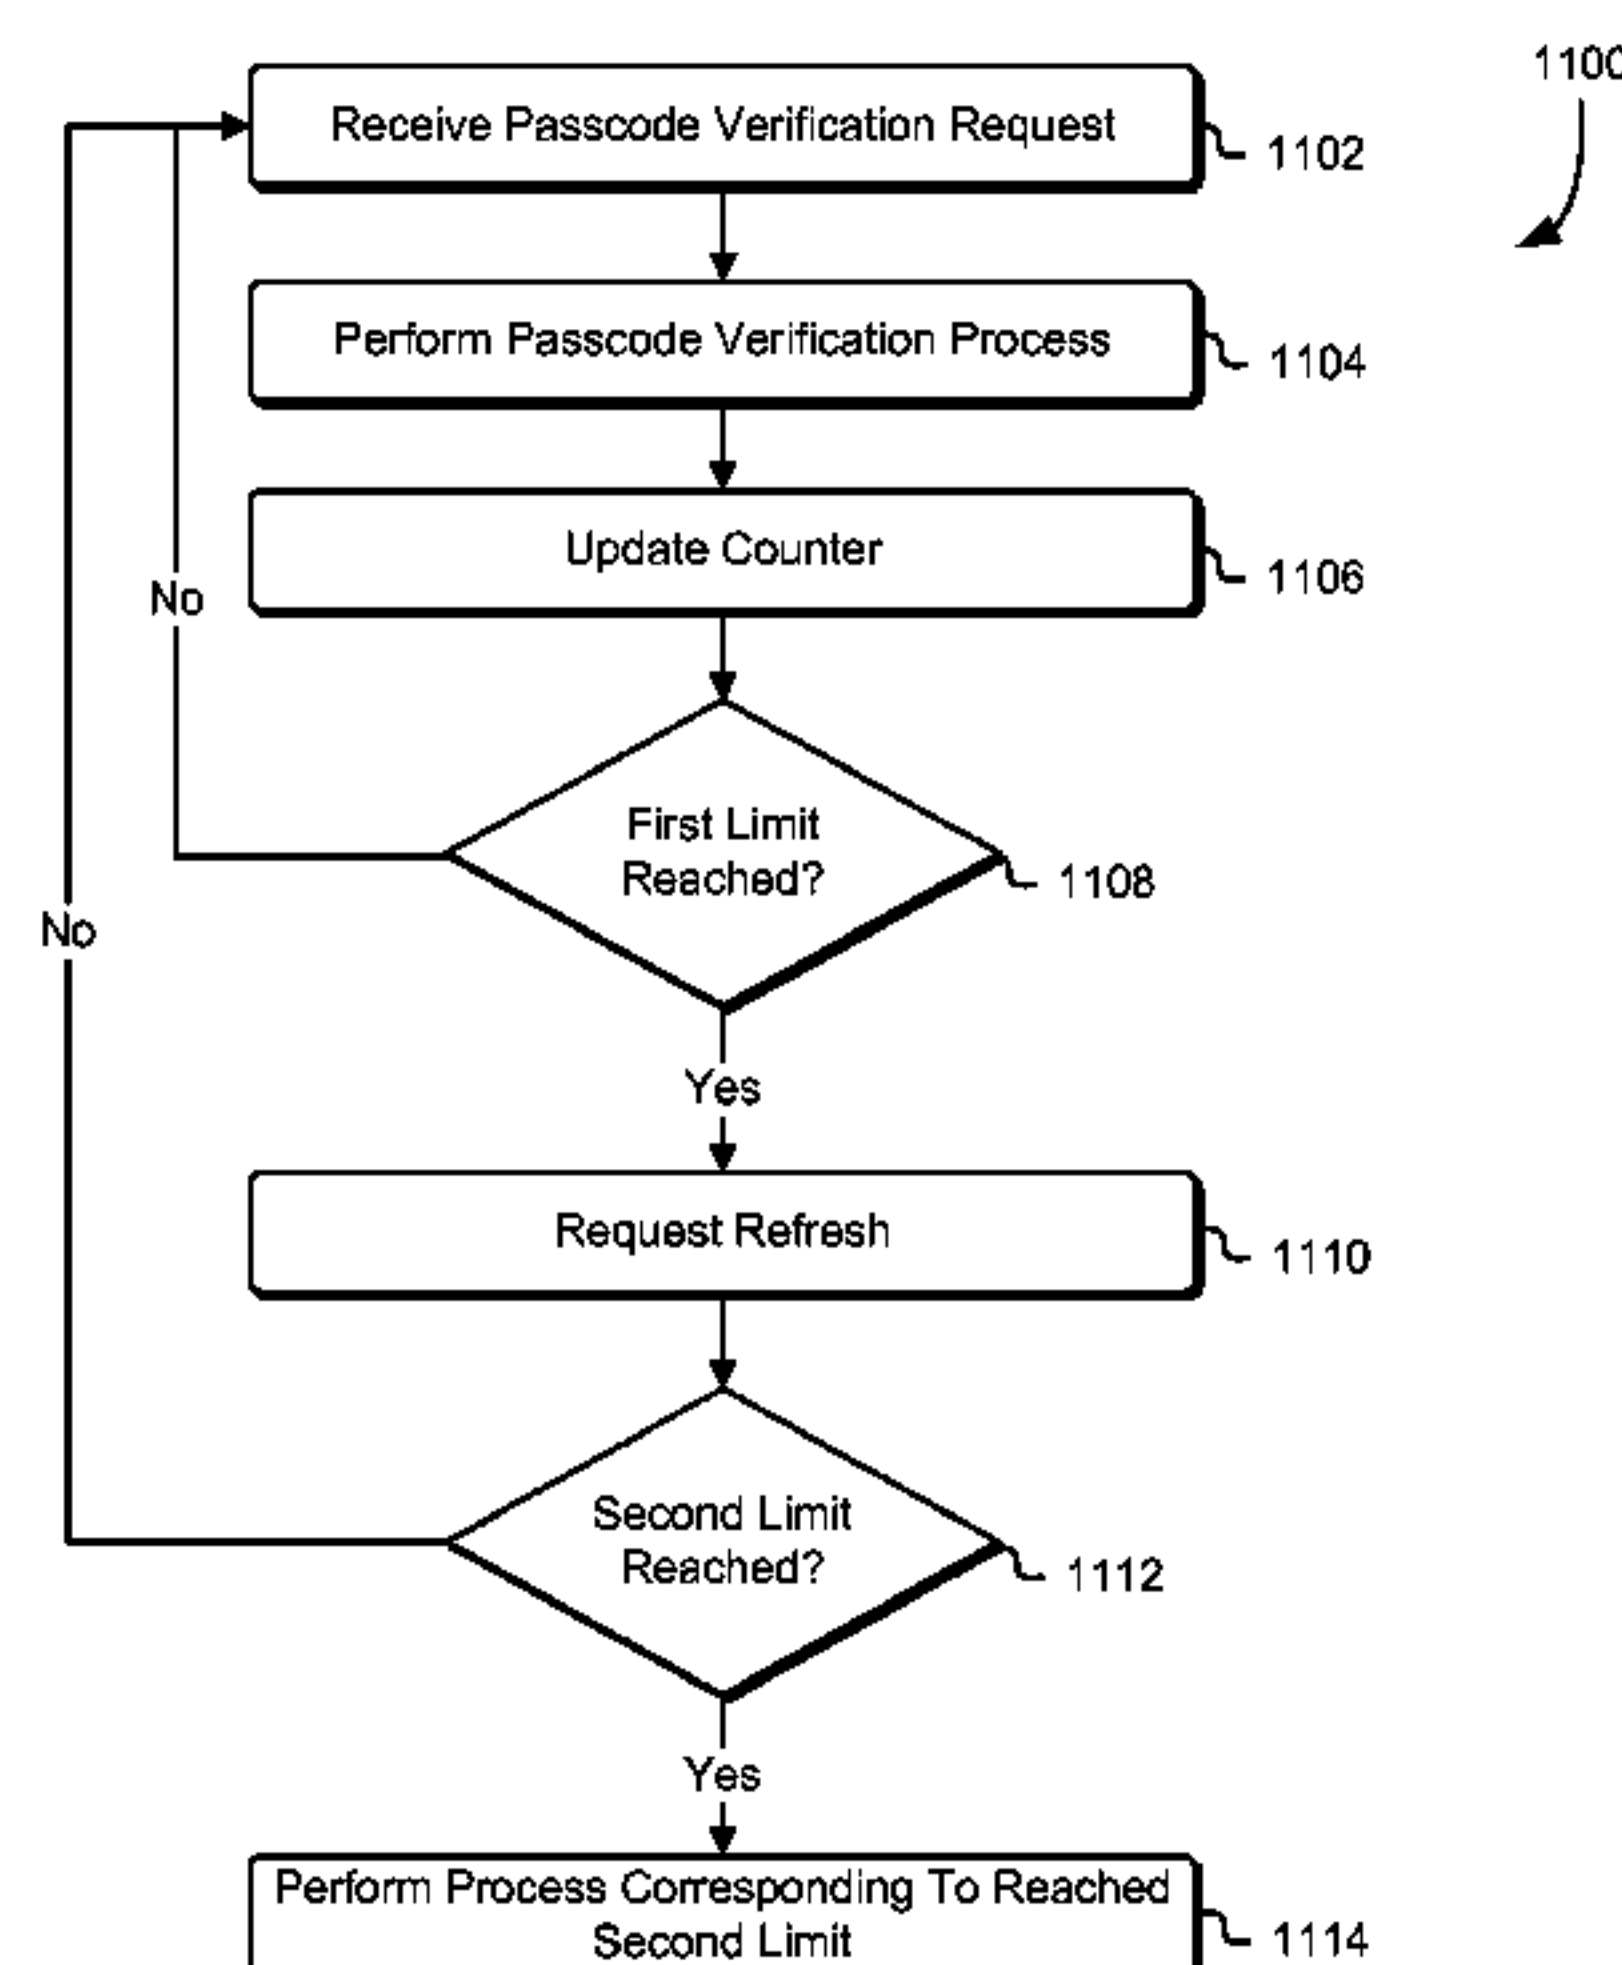 1100
Receive Passcode Verification Request
1102
Perform Passcode Verification Process
1104
Update Counter
1106
No
First Limit
Reached?
1108
No
Yes
Request Refresh
1110
Second Limit
Reached?
1112
Yes
Perform Process Corresponding To Reached
Second Limit
1114